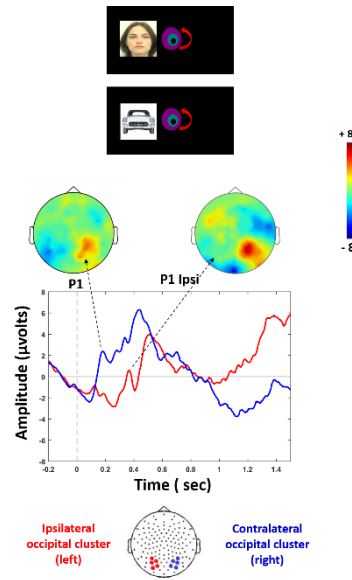 + 8
- 8
P1
P1 Ipsi
Amplitude (µvolts)
8
6
4
2
0
-2
-4
-6
8
-0.2 0 0.2 0.4 0.6 0.8 1.0 1.2 1.4
Time ( sec)
Ipsilateral
occipital cluster
(left)
Contralateral
occipital cluster
(right)